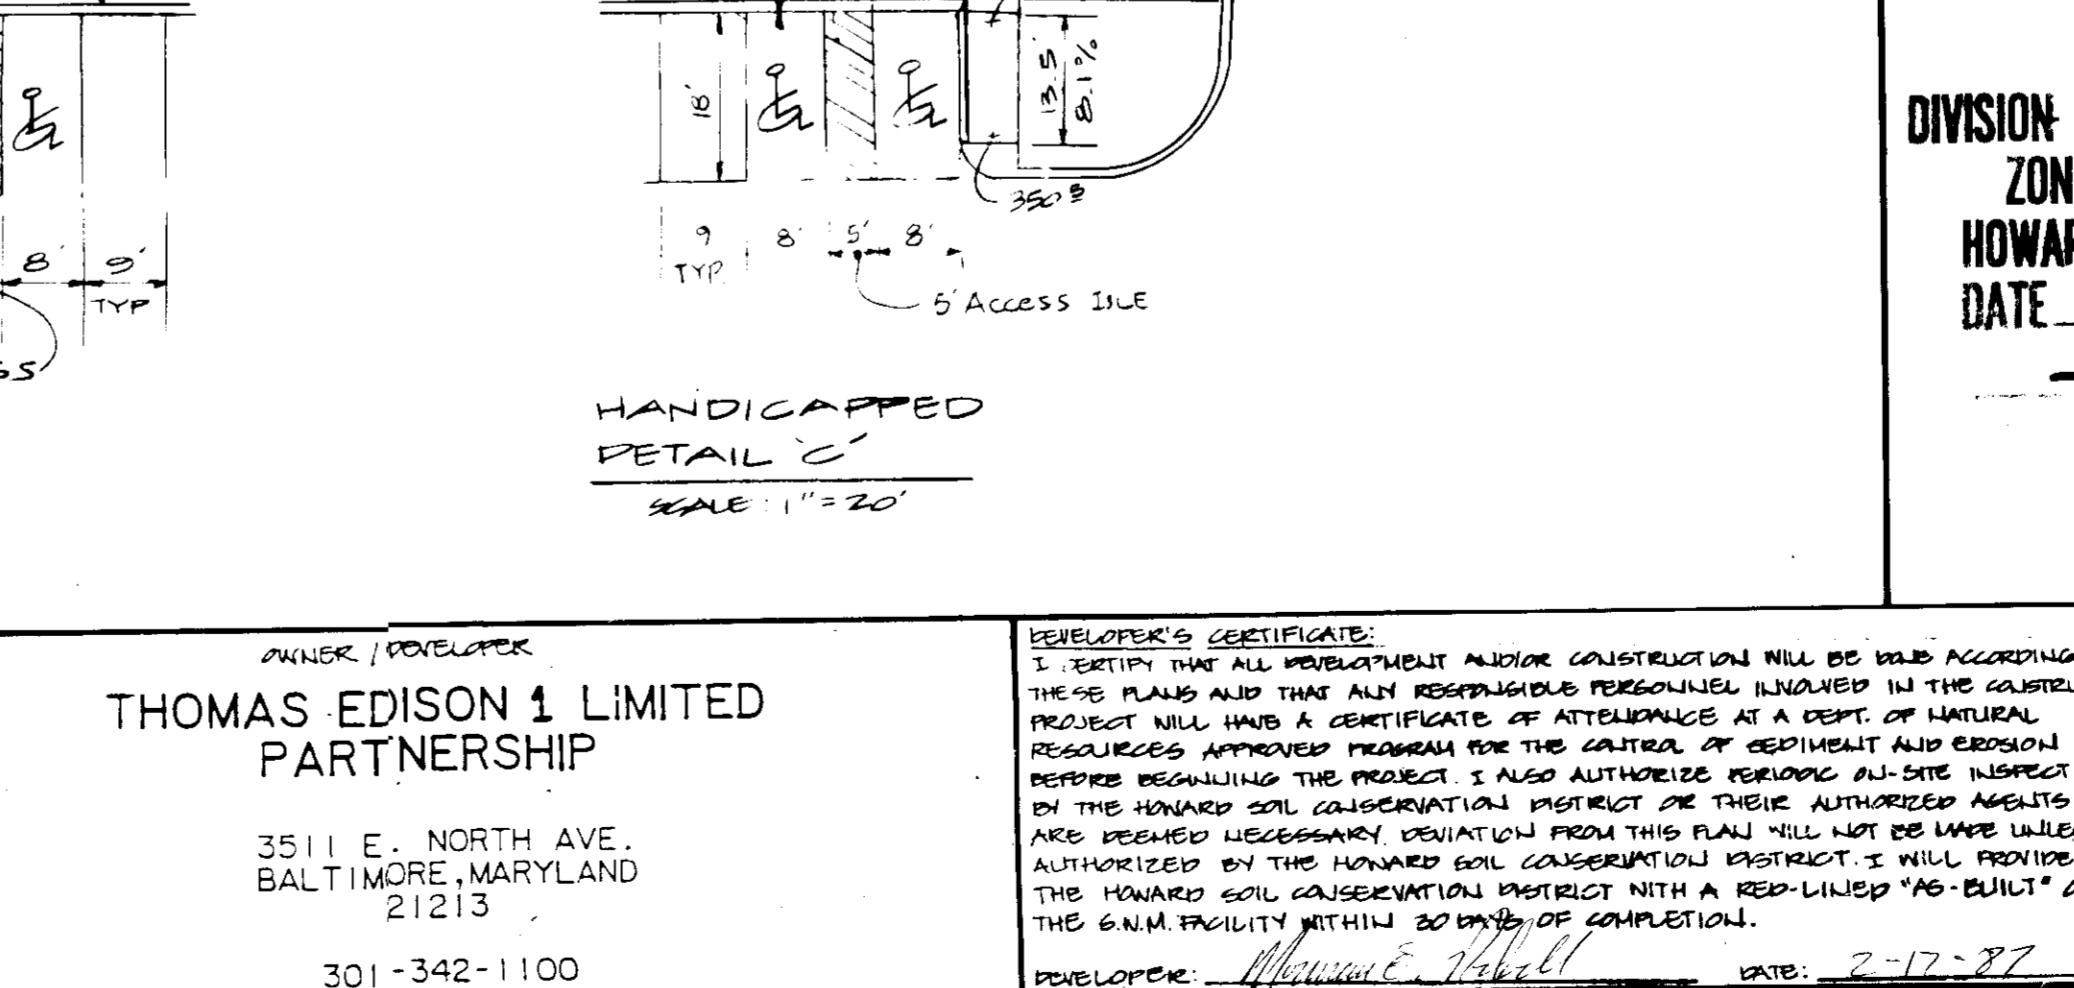 18'
13.5'
8.1%
350
8' 9'
TYP
9 8' 5' 8'
TYP.
5' Access ISLE
HANDICAPPED
DETAIL 'C'
SCALE: 1"=20'
DIVISION
ZON
HOWAR
DATE
OWNER / DEVELOPER
THOMAS EDISON 1 LIMITED
PARTNERSHIP
3511 E. NORTH AVE.
BALTIMORE, MARYLAND
21213
301-342-1100
DEVELOPER'S CERTIFICATE:
I CERTIFY THAT ALL DEVELOPMENT AND/OR CONSTRUCTION WILL BE DONE ACCORDING
THESE PLANS AND THAT ANY RESPONSIBLE PERSONNEL INVOLVED IN THE CONSTRU
PROJECT WILL HAVE A CERTIFICATE OF ATTENDANCE AT A DEPT. OF NATURAL
RESOURCES APPROVED PROGRAM FOR THE CONTROL OF SEDIMENT AND EROSION
BEFORE BEGINNING THE PROJECT. I ALSO AUTHORIZE PERIODIC ON-SITE INSPECT
BY THE HOWARD SOIL CONSERVATION DISTRICT OR THEIR AUTHORIZED AGENTS
ARE DEEMED NECESSARY. DEVIATION FROM THIS PLAN WILL NOT BE MADE UNLE
AUTHORIZED BY THE HOWARD SOIL CONSERVATION DISTRICT. I WILL PROVIDE
THE HOWARD SOIL CONSERVATION DISTRICT WITH A RED-LINED "AS-BUILT"
THE S.W.M. FACILITY WITHIN 30 DAYS OF COMPLETION.
DEVELOPER: DATE: 2-17-87